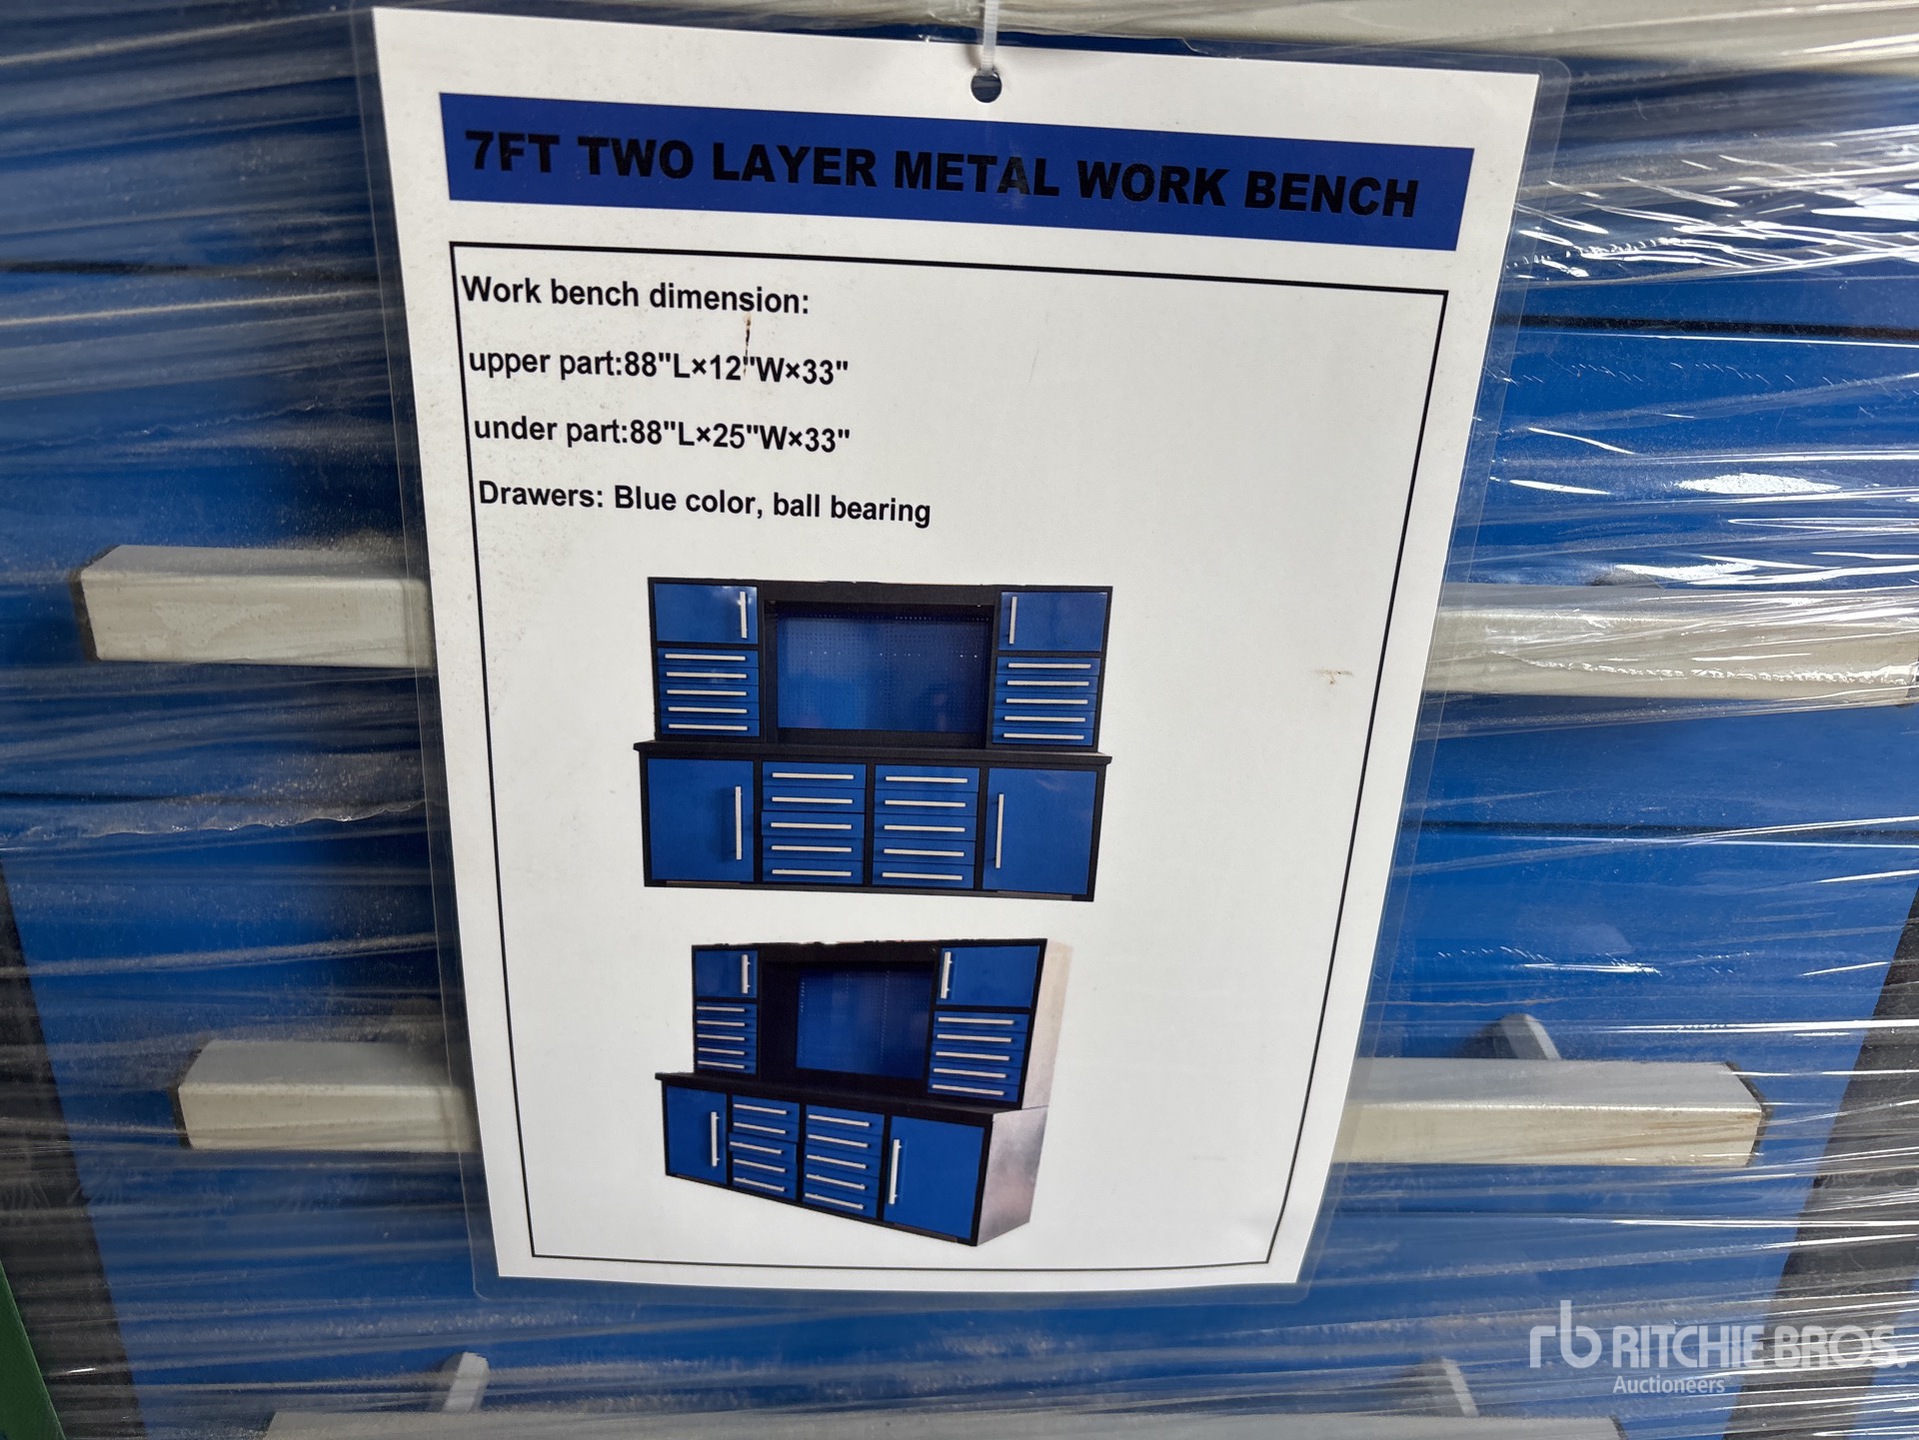 7FT TWO LAYER METAL WORK BENCH
Work bench dimension:
upper part:88"L×12"W×33"
under part:88"L×25"W×33"
Drawers: Blue color, ball bearing
rb RITCHIE BROS.
Auctioneers